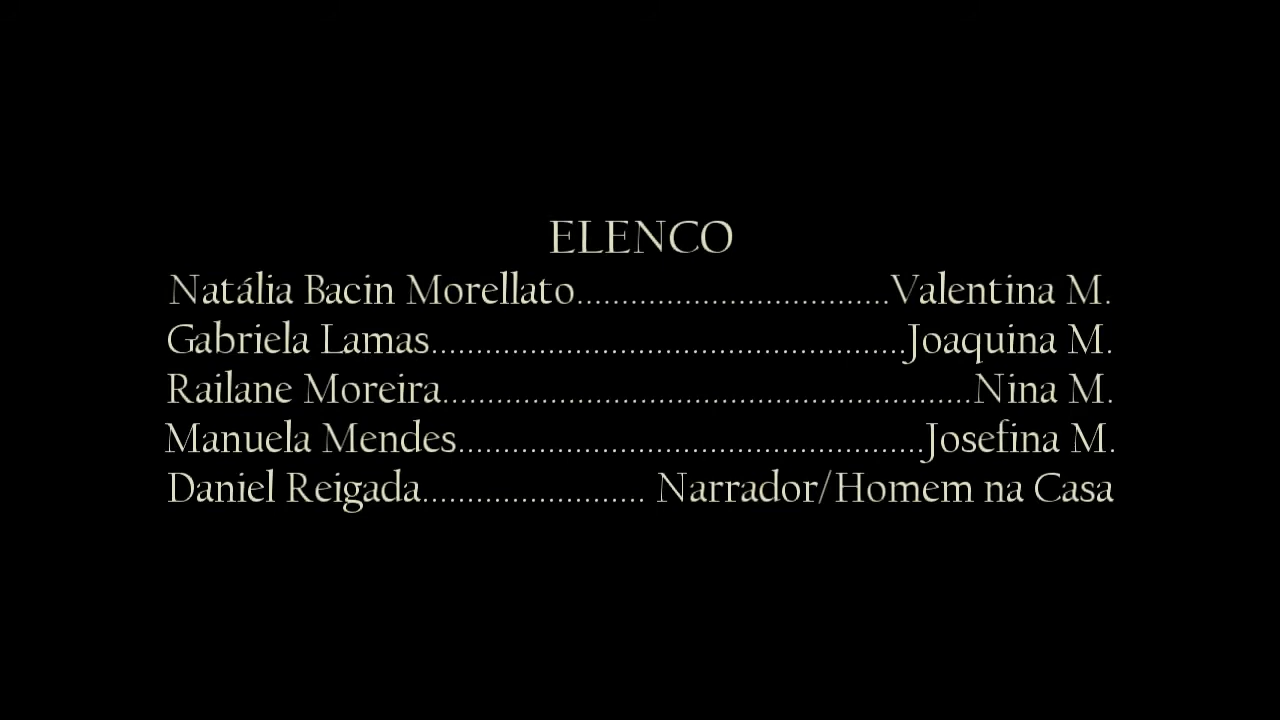 ELENCO
Natália Bacin Morellato...................................Valentina M.
Gabriela Lamas.....................................................Joaquina M.
Railane Moreira...........................................................Nina M.
Manuela Mendes....................................................Josefina M.
Daniel Reigada......................... Narrador/Homem na Casa